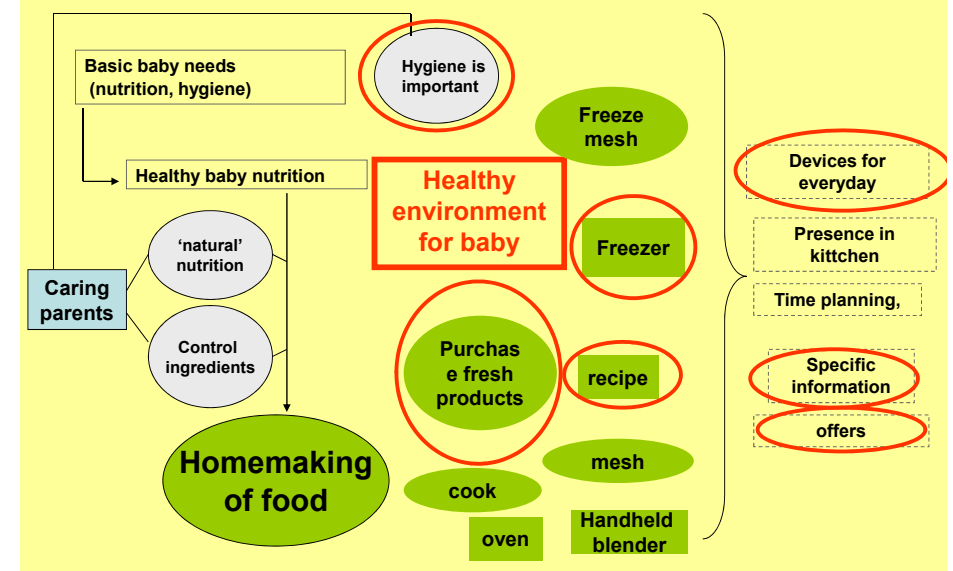 Basic baby needs
(nutrition, hygiene)
Hygiene is
important
Freeze
mesh
Healthy baby nutrition
Healthy
environment
for baby
Devices for
everyday
'natural'
nutrition
Freezer
Presence in
kittchen
Caring
parents
Time planning,
Control
ingredients
Purchas
e fresh
products
recipe
Specific
information
offers
Homemaking
of food
mesh
cook
oven
Handheld
blender